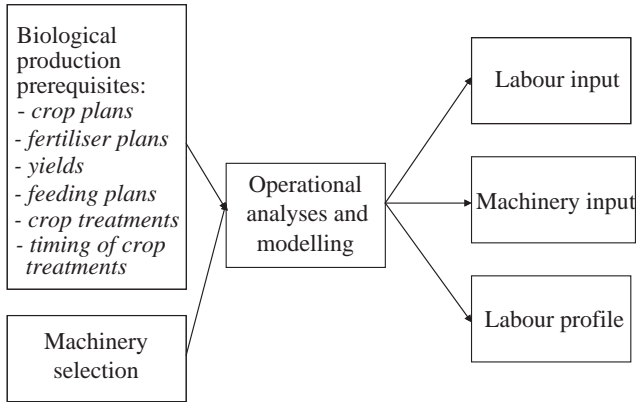 Biological
production
prerequisites:
- crop plans
- fertiliser plans
- yields
- feeding plans
- crop treatments
- timing of crop
treatments
Machinery
selection
Operational
analyses and
modelling
Labour input
Machinery input
Labour profile